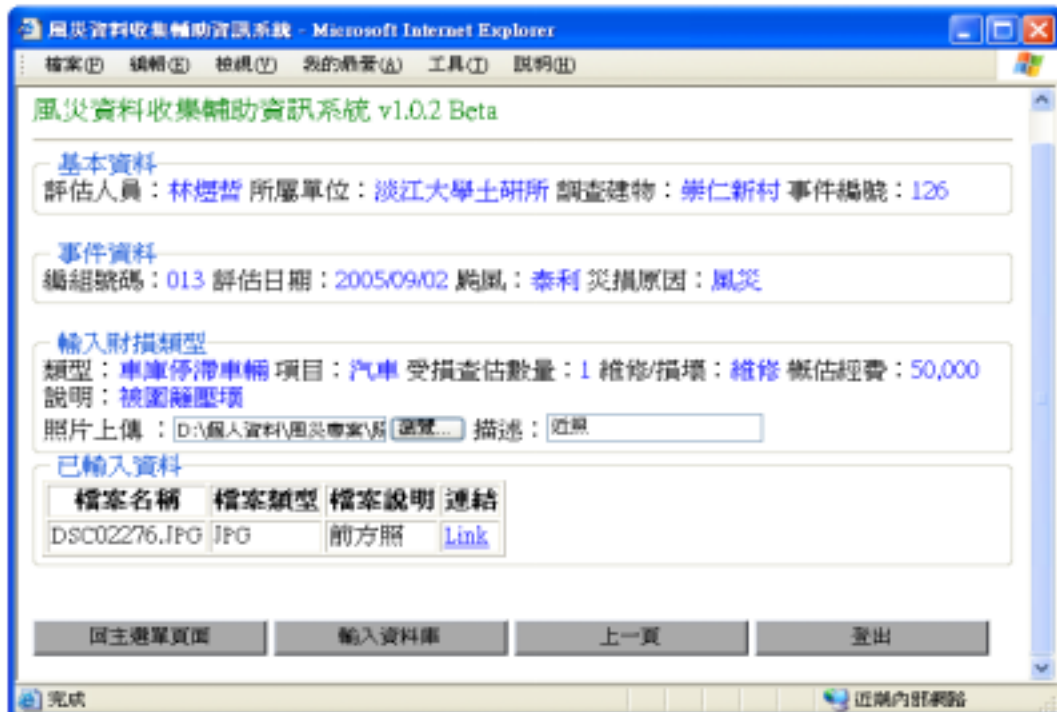 風災資料收集輔助資訊系統 - Microsoft Internet Explorer
檔案(F) 編輯(E) 檢視(V) 我的最愛(A) 工具(T) 說明(H)
風災資料收集輔助資訊系統 v1.0.2 Beta
基本資料
評估人員：林煜哲 所屬單位：淡江大學土研所 調查建物：崇仁新村 事件編號：126
事件資料
編組號碼：013 評估日期：2005/09/02 颱風：泰利 災損原因：風災
輸入財損類型
類型：車庫停滯車輛 項目：汽車 受損查估數量：1 維修/損壞：維修 概估經費：50,000
說明：被圍籬壓壞
照片上傳 ：D:\個人資料\風災專案\ 瀏覽... 描述：近照
已輸入資料
檔案名稱 檔案類型 檔案說明 連結
DSC02276.JPG JPG 前方照 Link
回主選單頁面 輸入資料庫 上一頁 登出
完成 近端內部網路